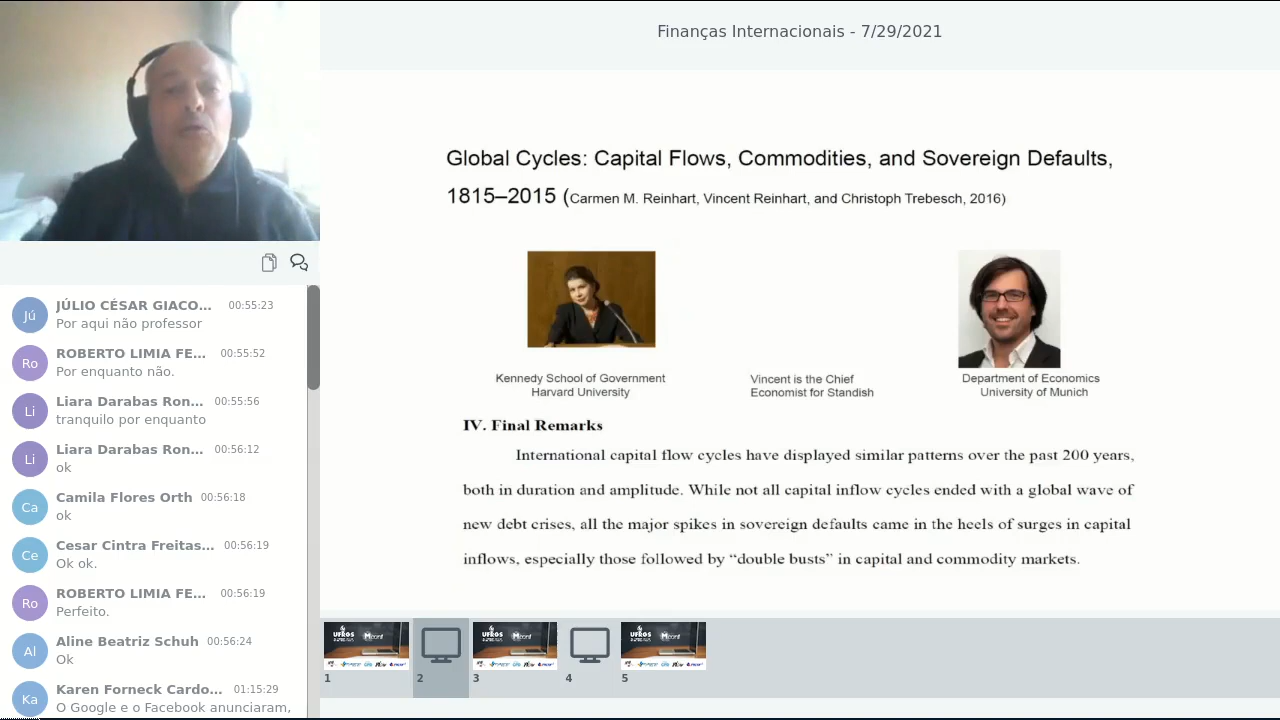 Finanças Internacionais - 7/29/2021
Global Cycles: Capital Flows, Commodities, and Sovereign Defaults,
1815–2015 (Carmen M. Reinhart, Vincent Reinhart, and Christoph Trebesch, 2016)
Kennedy School of Government
Harvard University
Vincent is the Chief
Economist for Standish
Department of Economics
University of Munich
IV. Final Remarks
International capital flow cycles have displayed similar patterns over the past 200 years,
both in duration and amplitude. While not all capital inflow cycles ended with a global wave of
new debt crises, all the major spikes in sovereign defaults came in the heels of surges in capital
inflows, especially those followed by “double busts” in capital and commodity markets.
Jú JÚLIO CÉSAR GIACO... 00:55:23
Por aqui não professor
Ro ROBERTO LIMIA FE... 00:55:52
Por enquanto não.
Li Liara Darabas Ron... 00:55:56
tranquilo por enquanto
Li Liara Darabas Ron... 00:56:12
ok
Ca Camila Flores Orth 00:56:18
ok
Ce Cesar Cintra Freitas... 00:56:19
Ok ok.
Ro ROBERTO LIMIA FE... 00:56:19
Perfeito.
Al Aline Beatriz Schuh 00:56:24
Ok
Ka Karen Forneck Cardo... 01:15:29
O Google e o Facebook anunciaram,
UFRGS Mconf
UFRGS Mconf
UFRGS Mconf
1 2 3 4 5